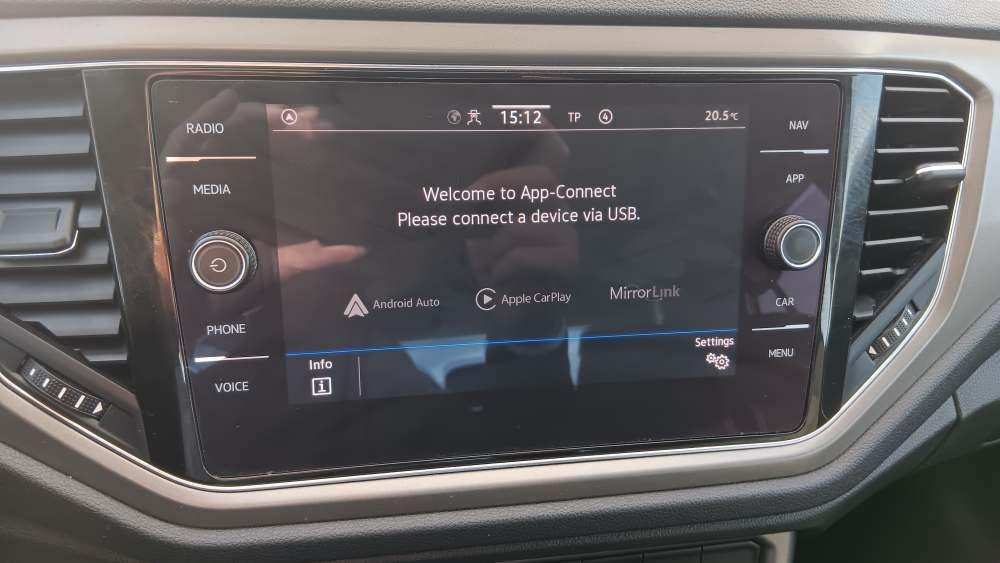 RADIO
MEDIA
PHONE
VOICE
15:12
TP
4
20.5°C
Welcome to App-Connect
Please connect a device via USB.
Android Auto
Apple CarPlay
MirrorLink
Info
i
Settings
NAV
APP
CAR
MENU